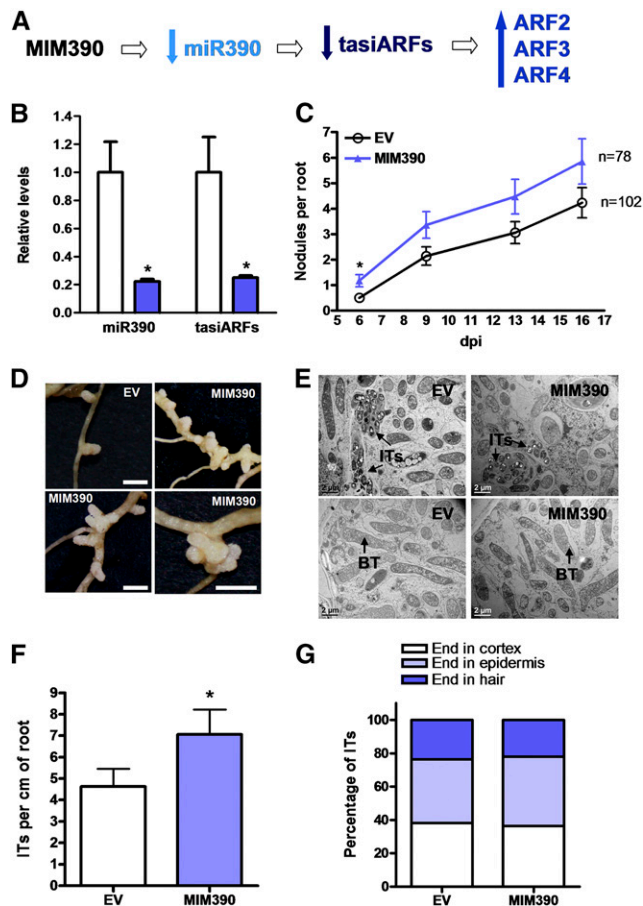 A
MIM390 ⇨ miR390 ⇨ tasiARFs ⇨ ARF2
ARF3
ARF4
B
Relative levels
1.4
1.2
1.0
0.8
0.6
0.4
0.2
0.0
* *
miR390 tasiARFs
C
EV
MIM390
Nodules per root
7
6
5
4
3
2
1
0
*
n=78
n=102
5 6 7 8 9 10 11 12 13 14 15 16 17
dpi
D
EV
MIM390
MIM390
MIM390
E
EV
ITs
2 µm
MIM390
ITs
2 µm
EV
BT
2 µm
MIM390
BT
2 µm
F
ITs per cm of root
9
8
7
6
5
4
3
2
1
0
*
EV MIM390
G
End in cortex
End in epidermis
End in hair
Percentage of ITs
100
80
60
40
20
0
EV MIM390